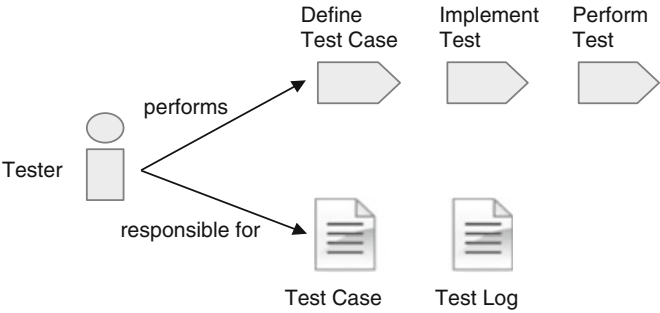 Define
Test Case
Implement
Test
Perform
Test
performs
Tester
responsible for
Test Case
Test Log